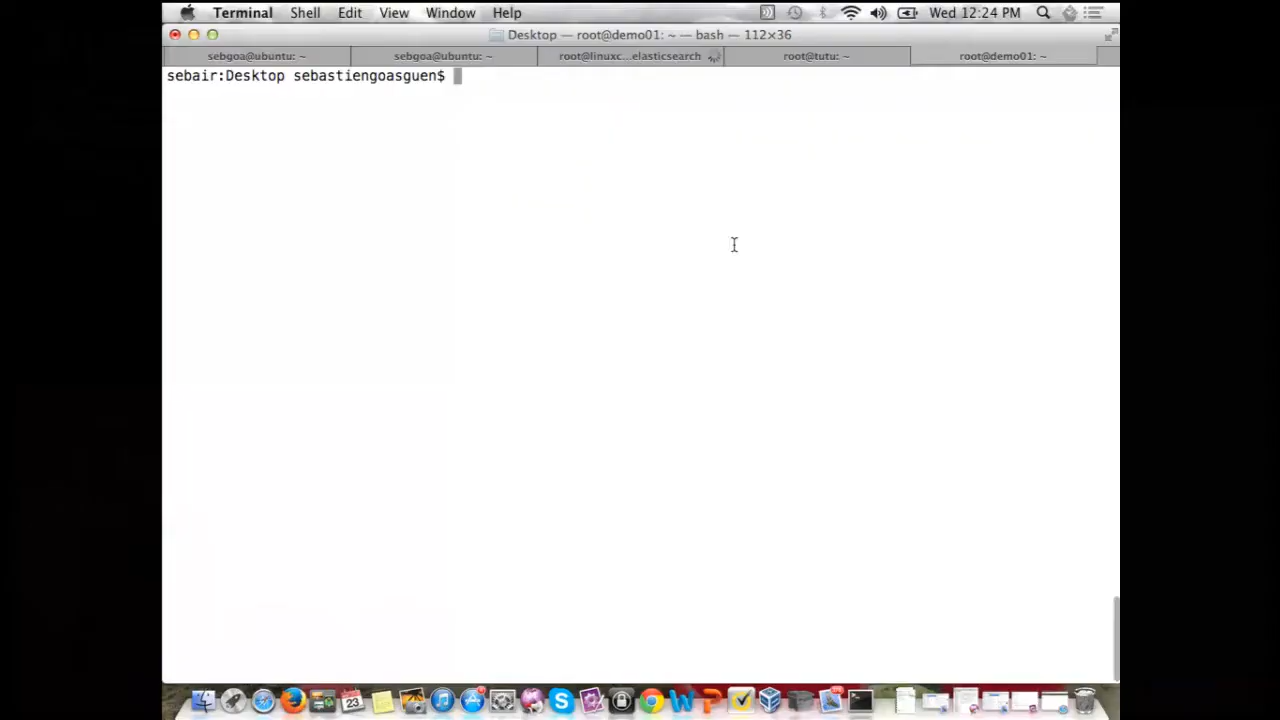 Terminal Shell Edit View Window Help Wed 12:24 PM
Desktop — root@demo01: ~ — bash — 112×36
sebgoa@ubuntu: ~ sebgoa@ubuntu: ~ root@linuxc...elasticsearch root@tutu: ~ root@demo01: ~
sebair:Desktop sebastiengoasguen$
23